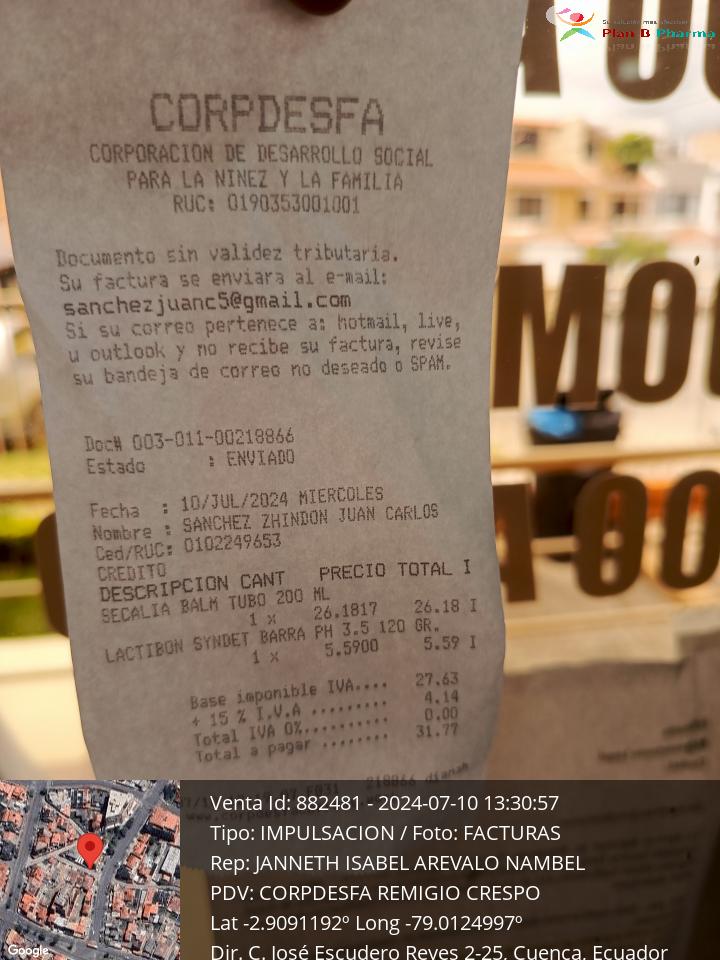 Plan B Pharma
CORPDESFA
CORPORACION DE DESARROLLO SOCIAL
PARA LA NINEZ Y LA FAMILIA
RUC: 0190353001001
Documento sin validez tributaria.
Su factura se enviara al e-mail:
sanchezjuanc5@gmail.com
Si su correo pertenece a: hotmail, live,
u outlook y no recibe su factura, revise
su bandeja de correo no deseado o SPAM.
Doc# 003-011-00218866
Estado : ENVIADO
Fecha : 10/JUL/2024 MIERCOLES
Nombre : SANCHEZ ZHINDON JUAN CARLOS
Ced/RUC: 0102249653
CREDITO
DESCRIPCION CANT PRECIO TOTAL I
SECALIA BALM TUBO 200 ML
1 x 26.1817 26.18 I
LACTIBON SYNDET BARRA PH 3.5 120 GR.
1 x 5.5900 5.59 I
Base imponible IVA.... 27.63
+ 15 % I.V.A ......... 4.14
Total IVA 0%.......... 0.00
Total a pagar ........ 31.77
218866 dianah
MO
A OO
Venta Id: 882481 - 2024-07-10 13:30:57
Tipo: IMPULSACION / Foto: FACTURAS
Rep: JANNETH ISABEL AREVALO NAMBEL
PDV: CORPDESFA REMIGIO CRESPO
Lat -2.9091192º Long -79.0124997º
Dir. C. José Escudero Reyes 2-25, Cuenca, Ecuador
Google